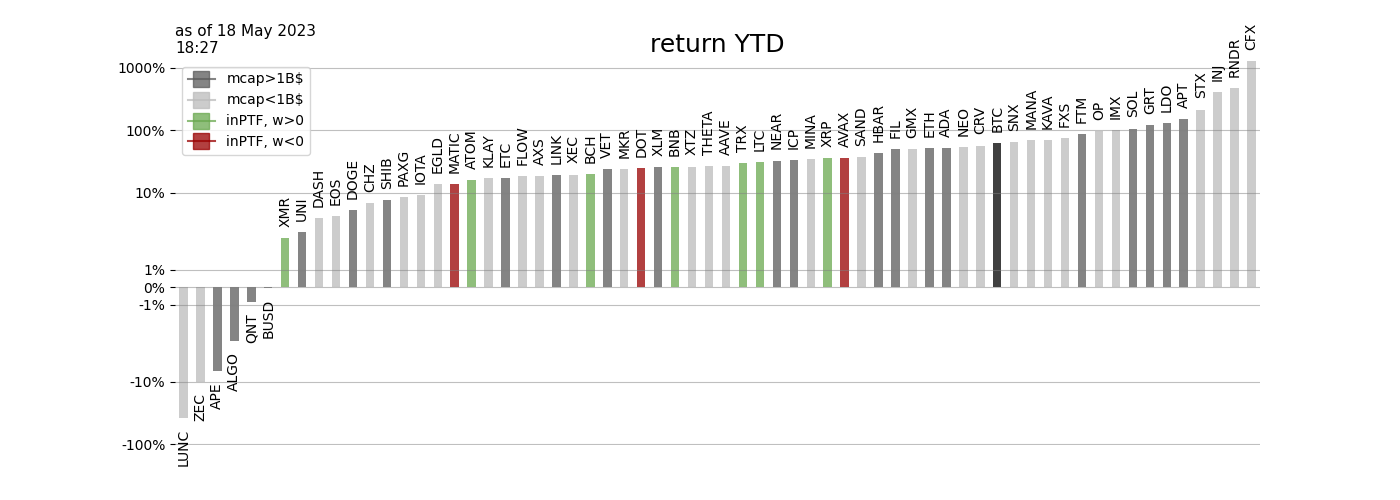 as of 18 May 2023
18:27
return YTD
1000%
100%
10%
1%
0%
-1%
-10%
-100%
mcap>1B$
mcap<1B$
inPTF, w>0
inPTF, w<0
LUNC
ZEC
APE
ALGO
QNT
BUSD
XMR
UNI
DASH
EOS
DOGE
CHZ
SHIB
PAXG
IOTA
EGLD
MATIC
ATOM
KLAY
ETC
FLOW
AXS
LINK
XEC
BCH
VET
MKR
DOT
XLM
BNB
XTZ
THETA
AAVE
TRX
LTC
NEAR
ICP
MINA
XRP
AVAX
SAND
HBAR
FIL
GMX
ETH
ADA
NEO
CRV
BTC
SNX
MANA
KAVA
FXS
FTM
OP
IMX
SOL
GRT
LDO
APT
STX
INJ
RNDR
CFX